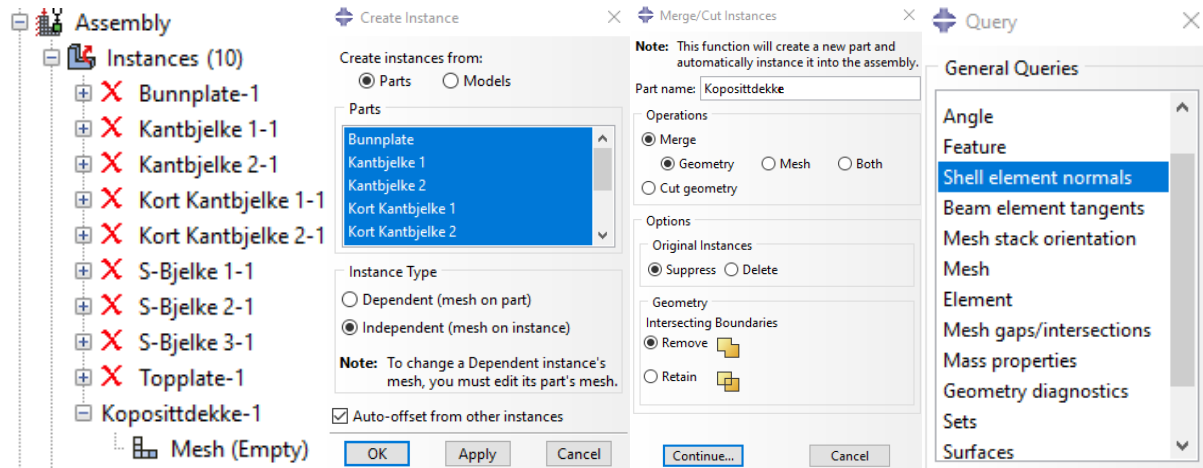 Assembly
Instances (10)
Bunnplate-1
Kantbjelke 1-1
Kantbjelke 2-1
Kort Kantbjelke 1-1
Kort Kantbjelke 2-1
S-Bjelke 1-1
S-Bjelke 2-1
S-Bjelke 3-1
Topplate-1
Koposittdekke-1
Mesh (Empty)
Create Instance
Create instances from:
Parts Models
Parts
Bunnplate
Kantbjelke 1
Kantbjelke 2
Kort Kantbjelke 1
Kort Kantbjelke 2
Instance Type
Dependent (mesh on part)
Independent (mesh on instance)
Note: To change a Dependent instance's
mesh, you must edit its part's mesh.
Auto-offset from other instances
OK Apply Cancel
Merge/Cut Instances
Note: This function will create a new part and
automatically instance it into the assembly.
Part name: Koposittdekke
Operations
Merge
Geometry Mesh Both
Cut geometry
Options
Original Instances
Suppress Delete
Geometry
Intersecting Boundaries
Remove
Retain
Continue... Cancel
Query
General Queries
Angle
Feature
Shell element normals
Beam element tangents
Mesh stack orientation
Mesh
Element
Mesh gaps/intersections
Mass properties
Geometry diagnostics
Sets
Surfaces